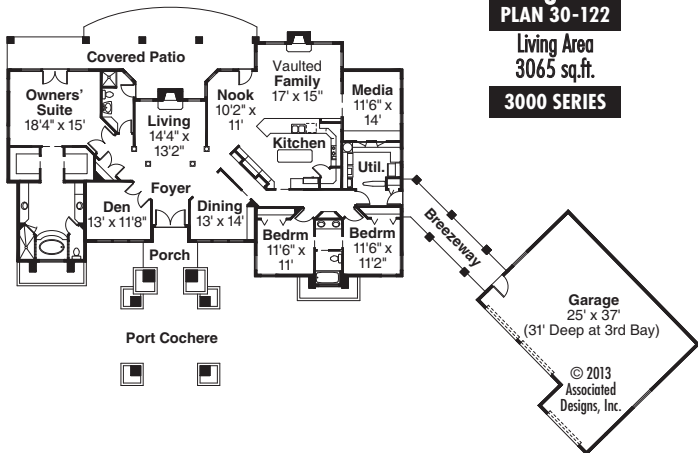 PLAN 30-122
Living Area
3065 sq.ft.
3000 SERIES
Covered Patio
Owners'
Suite
18'4" x 15'
Living
14'4" x
13'2"
Nook
10'2" x
11'
Vaulted
Family
17' x 15"
Media
11'6" x
14'
Kitchen
Util.
Foyer
Den
13' x 11'8"
Dining
13' x 14'
Bedrm
11'6" x
11'
Bedrm
11'6" x
11'2"
Breezeway
Porch
Port Cochere
Garage
25' x 37'
(31' Deep at 3rd Bay)
© 2013
Associated
Designs, Inc.